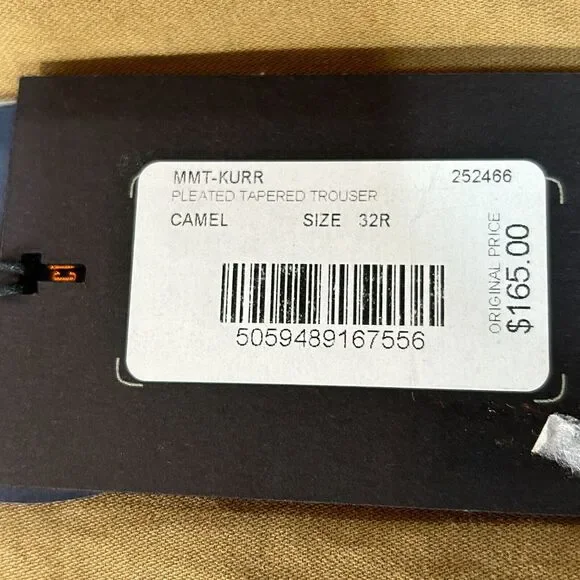 MMT-KURR 252466
PLEATED TAPERED TROUSER
CAMEL SIZE 32R
5059489167556
ORIGINAL PRICE
$165.00